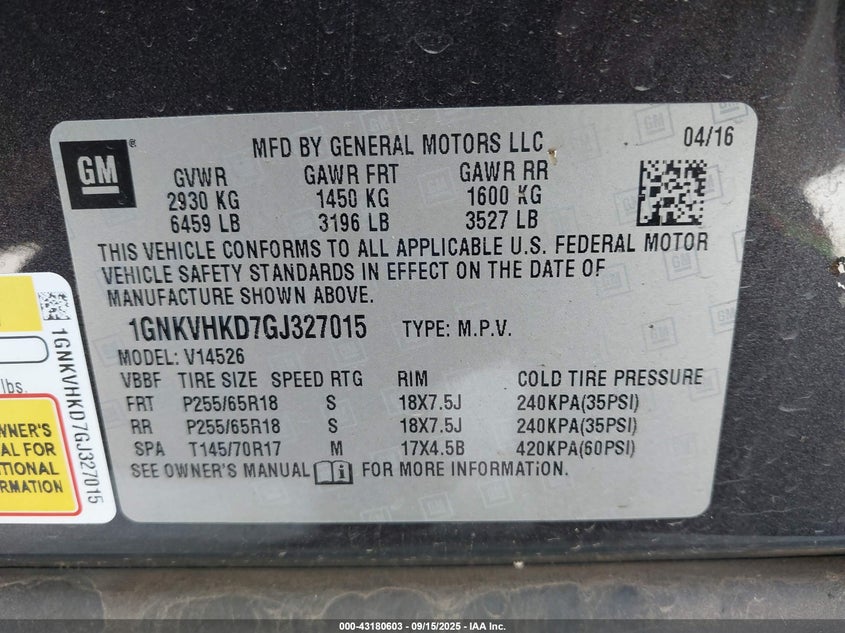 GM
MFD BY GENERAL MOTORS LLC
04/16
GVWR GAWR FRT GAWR RR
2930 KG 1450 KG 1600 KG
6459 LB 3196 LB 3527 LB
THIS VEHICLE CONFORMS TO ALL APPLICABLE U.S. FEDERAL MOTOR
VEHICLE SAFETY STANDARDS IN EFFECT ON THE DATE OF
MANUFACTURE SHOWN ABOVE.
1GNKVHKD7GJ327015 TYPE: M.P.V.
MODEL: V14526
VBBF TIRE SIZE SPEED RTG RIM COLD TIRE PRESSURE
FRT P255/65R18 S 18X7.5J 240KPA(35PSI)
RR P255/65R18 S 18X7.5J 240KPA(35PSI)
SPA T145/70R17 M 17X4.5B 420KPA(60PSI)
SEE OWNER'S MANUAL FOR MORE INFORMATION.
1GNKVHKD7GJ327015
lbs.
WNER'S
FOR
000-43180603 - 09/15/2025 - IAA Inc.